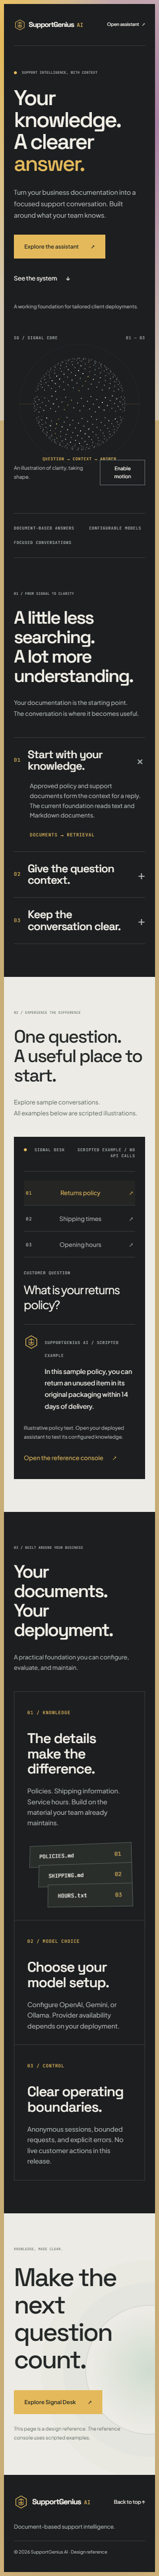 SupportGenius AI
Open assistant ↗
SUPPORT INTELLIGENCE, WITH CONTEXT
Your
knowledge.
A clearer
answer.
Turn your business documentation into a
focused support conversation. Built
around what your team knows.
Explore the assistant ↗
See the system ↓
A working foundation for tailored client deployments.
SG / SIGNAL CORE
01 — 03
QUESTION → CONTEXT → ANSWER
An illustration of clarity, taking
shape.
Enable
motion
DOCUMENT-BASED ANSWERS
CONFIGURABLE MODELS
FOCUSED CONVERSATIONS
01 / FROM SIGNAL TO CLARITY
A little less
searching.
A lot more
understanding.
Your documentation is the starting point.
The conversation is where it becomes useful.
01 Start with your
knowledge.
Approved policy and support
documents form the context for a reply.
The current foundation reads text and
Markdown documents.
DOCUMENTS → RETRIEVAL
02 Give the question
context.
03 Keep the
conversation clear.
02 / EXPERIENCE THE DIFFERENCE
One question.
A useful place to
start.
Explore sample conversations.
All examples below are scripted illustrations.
SIGNAL DESK
SCRIPTED EXAMPLE / NO
API CALLS
01 Returns policy ↗
02 Shipping times ↗
03 Opening hours ↗
CUSTOMER QUESTION
What is your returns
policy?
SUPPORTGENIUS AI / SCRIPTED
EXAMPLE
In this sample policy, you can
return an unused item in its
original packaging within 14
days of delivery.
Illustrative policy text. Open your deployed
assistant to test its configured knowledge.
Open the reference console ↗
03 / BUILT AROUND YOUR BUSINESS
Your
documents.
Your
deployment.
A practical foundation you can configure,
evaluate, and maintain.
01 / KNOWLEDGE
The details
make the
difference.
Policies. Shipping information.
Service hours. Build on the
material your team already
maintains.
POLICIES.md 01
SHIPPING.md 02
HOURS.txt 03
02 / MODEL CHOICE
Choose your
model setup.
Configure OpenAI, Gemini, or
Ollama. Provider availability
depends on your deployment.
03 / CONTROL
Clear operating
boundaries.
Anonymous sessions, bounded
requests, and explicit errors. No
live customer actions in this
release.
KNOWLEDGE, MADE CLEAR.
Make the
next
question
count.
Explore Signal Desk ↗
This page is a design reference. The reference
console uses scripted examples.
SupportGenius AI
Back to top ↑
Document-based support intelligence.
© 2026 SupportGenius AI · Design reference